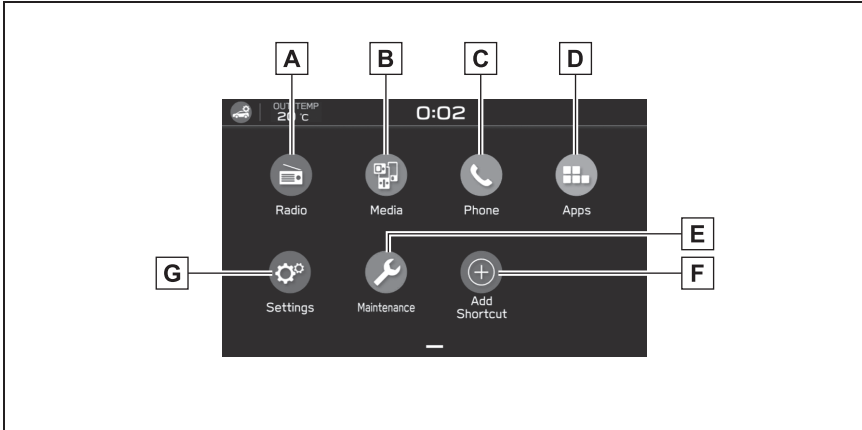 A B C D
OUT TEMP
20 °C
0:02
Radio Media Phone Apps
E
G
F
Settings Maintenance Add
Shortcut